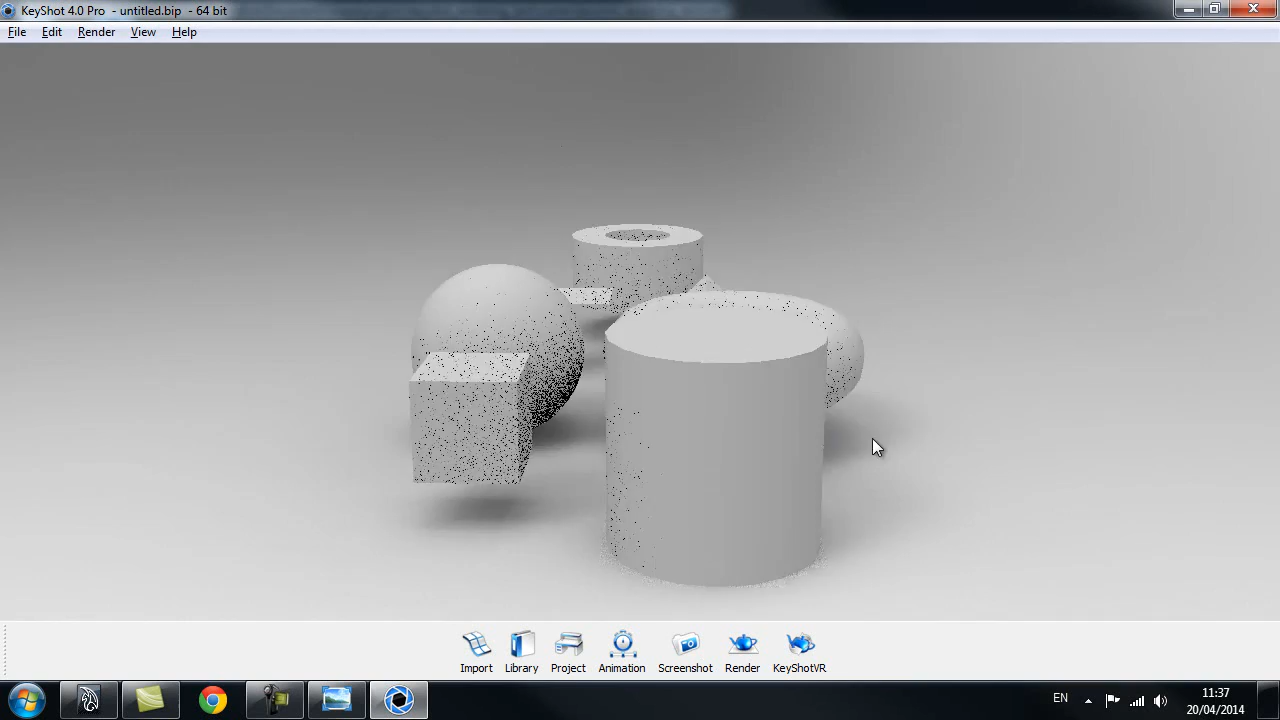 KeyShot 4.0 Pro - untitled.bip - 64 bit
File Edit Render View Help
Import Library Project Animation Screenshot Render KeyShotVR
EN
11:37
20/04/2014